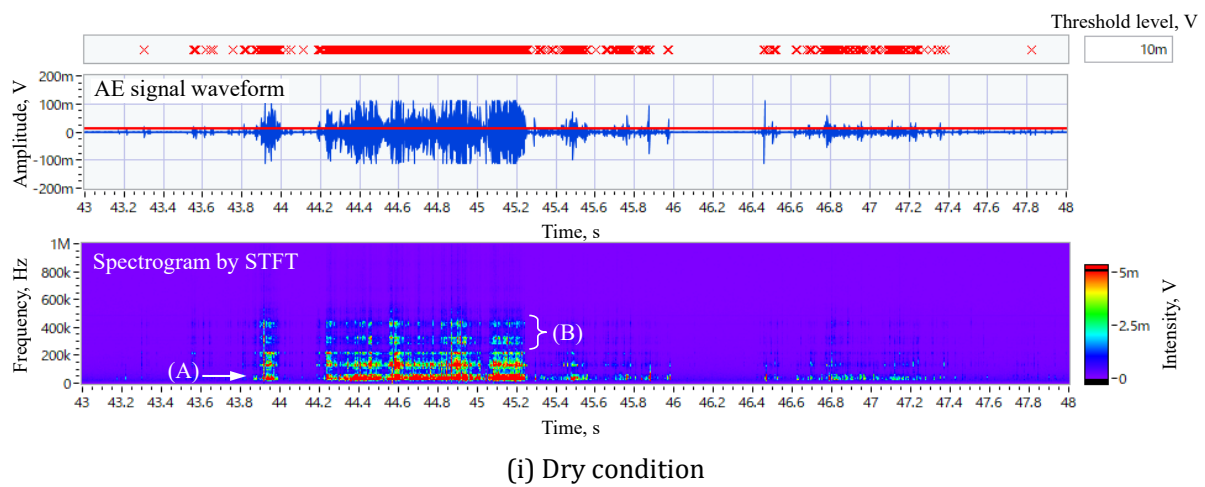 Threshold level, V
10m
AE signal waveform
Amplitude, V
200m
100m
0
-100m
-200m
43 43.2 43.4 43.6 43.8 44 44.2 44.4 44.6 44.8 45 45.2 45.4 45.6 45.8 46 46.2 46.4 46.6 46.8 47 47.2 47.4 47.6 47.8 48
Time, s
Spectrogram by STFT
Frequency, Hz
1M
800k
600k
400k
200k
0
(A)
(B)
5m
2.5m
0
Intensity, V
43 43.2 43.4 43.6 43.8 44 44.2 44.4 44.6 44.8 45 45.2 45.4 45.6 45.8 46 46.2 46.4 46.6 46.8 47 47.2 47.4 47.6 47.8 48
Time, s
(i) Dry condition